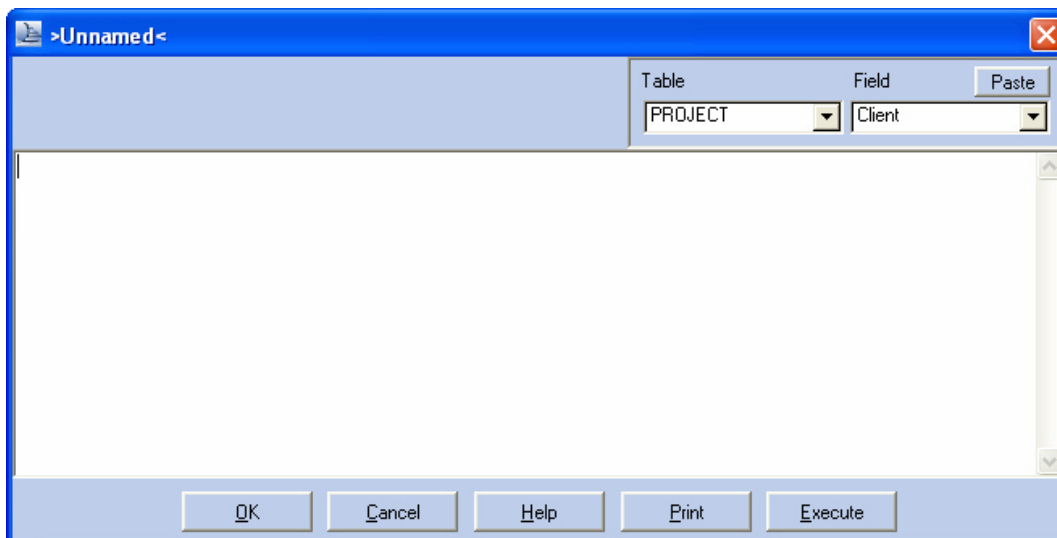 >Unnamed<
Table Field Paste
PROJECT Client
OK Cancel Help Print Execute